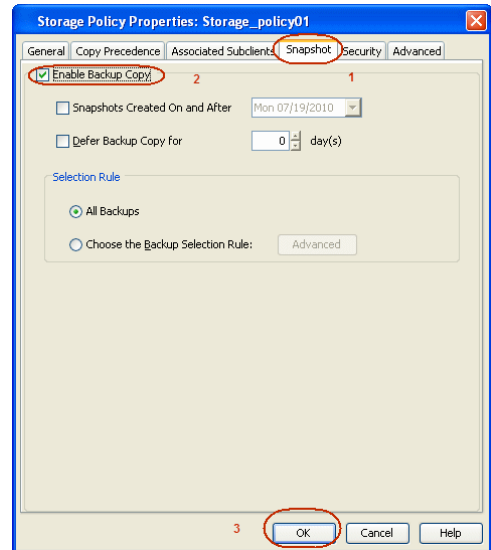 Storage Policy Properties: Storage_policy01
General Copy Precedence Associated Subclients Snapshot Security Advanced
Enable Backup Copy 2 1
Snapshots Created On and After Mon 07/19/2010
Defer Backup Copy for 0 day(s)
Selection Rule
All Backups
Choose the Backup Selection Rule: Advanced
3 OK Cancel Help